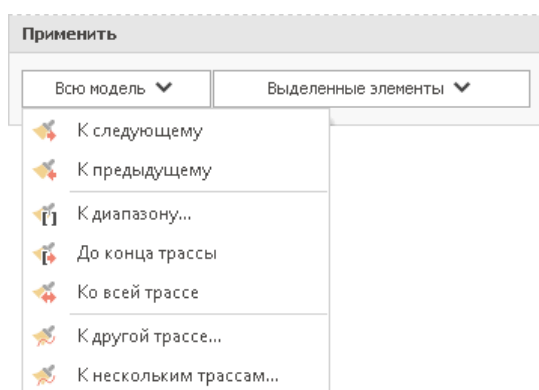 Применить
Всю модель Выделенные элементы
К следующему
К предыдущему
К диапазону...
До конца трассы
Ко всей трассе
К другой трассе...
К нескольким трассам...